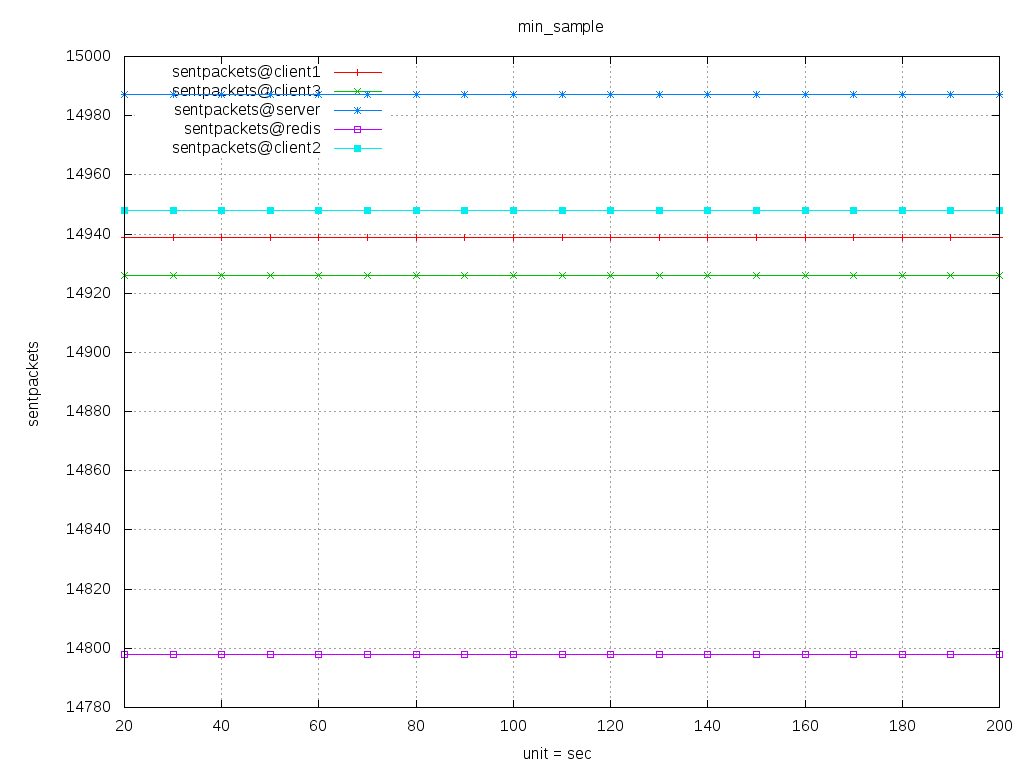 min_sample
sentpackets@client1
sentpackets@client3
sentpackets@server
sentpackets@redis
sentpackets@client2
15000
14980
14960
14940
14920
14900
14880
14860
14840
14820
14800
14780
sentpackets
20 40 60 80 100 120 140 160 180 200
unit = sec